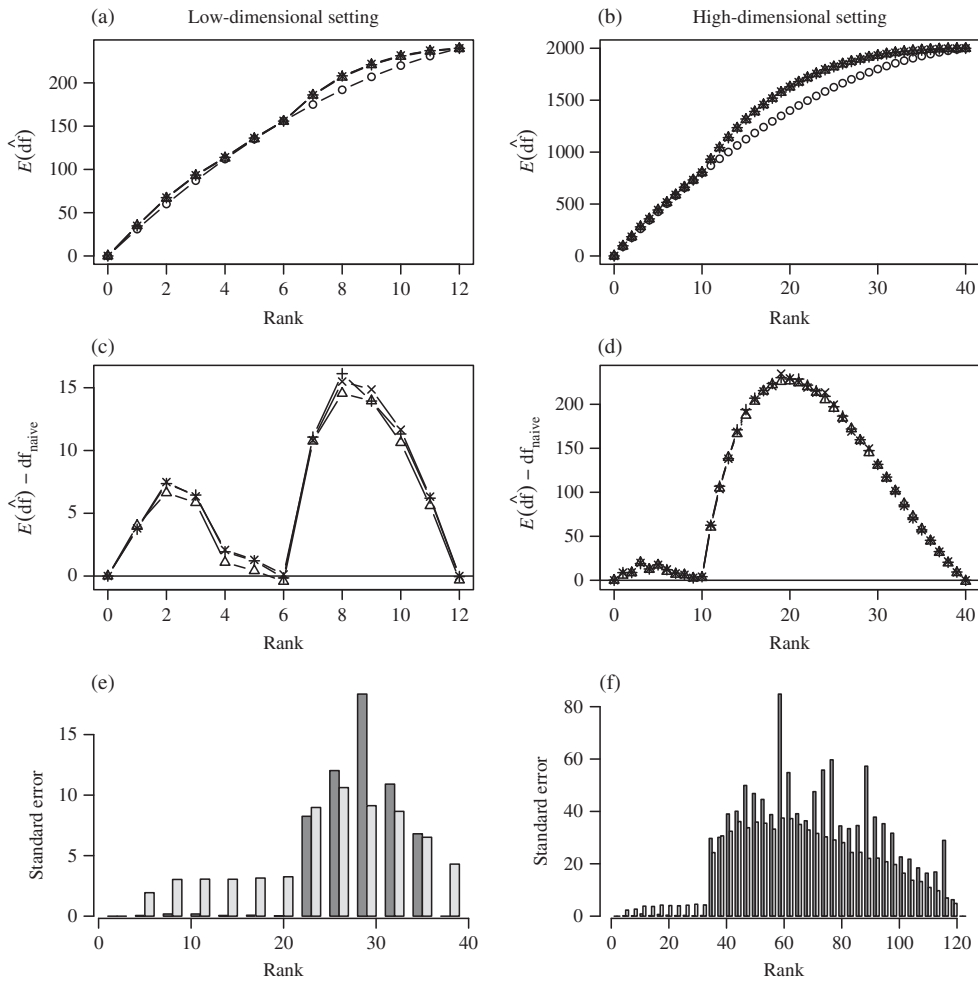 (a) Low-dimensional setting
(b) High-dimensional setting
E(d̂f)
200
150
100
50
0
0 2 4 6 8 10 12
Rank
E(d̂f)
2000
1500
1000
500
0
0 10 20 30 40
Rank
(c)
E(d̂f) − df_naive
15
10
5
0
0 2 4 6 8 10 12
Rank
(d)
E(d̂f) − df_naive
200
150
100
50
0
0 10 20 30 40
Rank
(e)
Standard error
15
10
5
0
0 10 20 30 40
Rank
(f)
Standard error
80
60
40
20
0
0 20 40 60 80 100 120
Rank